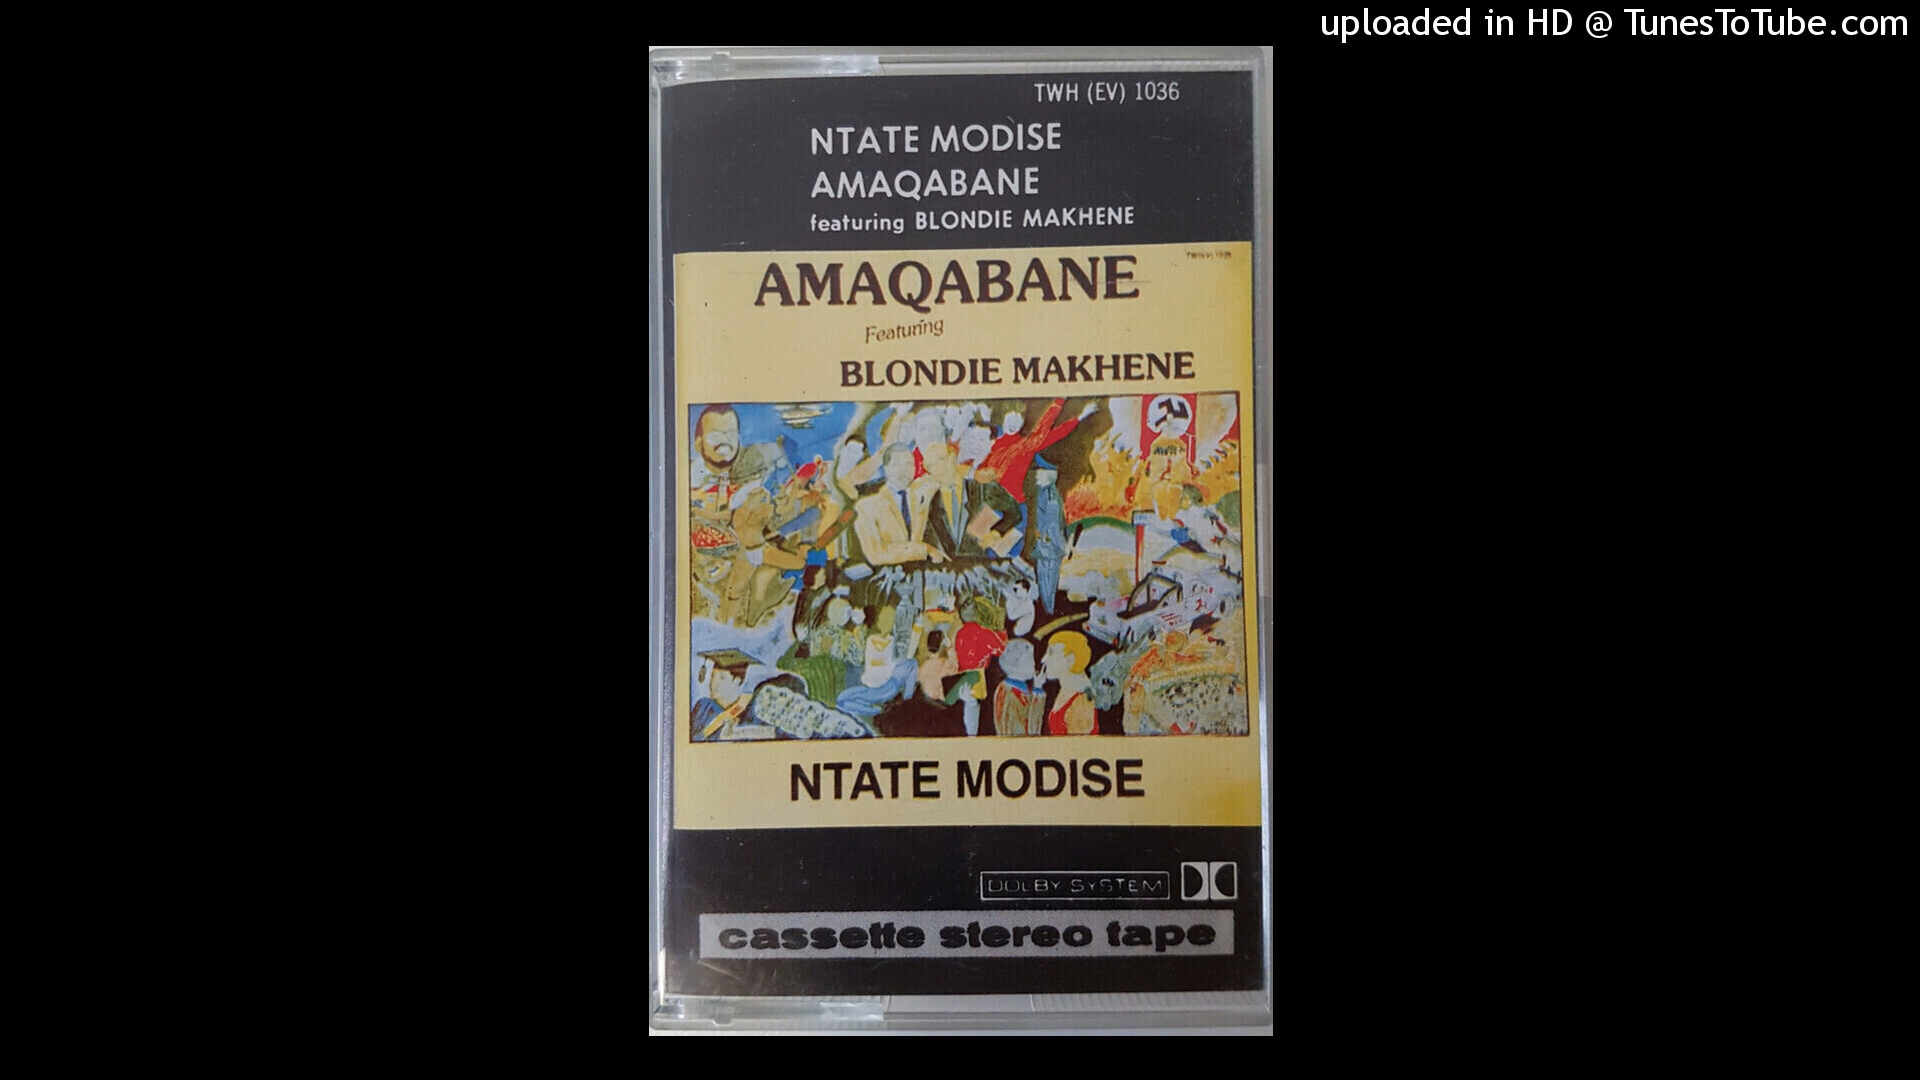 uploaded in HD @ TunesToTube.com
TWH (EV) 1036
NTATE MODISE
AMAQABANE
featuring BLONDIE MAKHENE
AMAQABANE
Featuring
BLONDIE MAKHENE
NTATE MODISE
DOLBY SYSTEM
cassette stereo tape